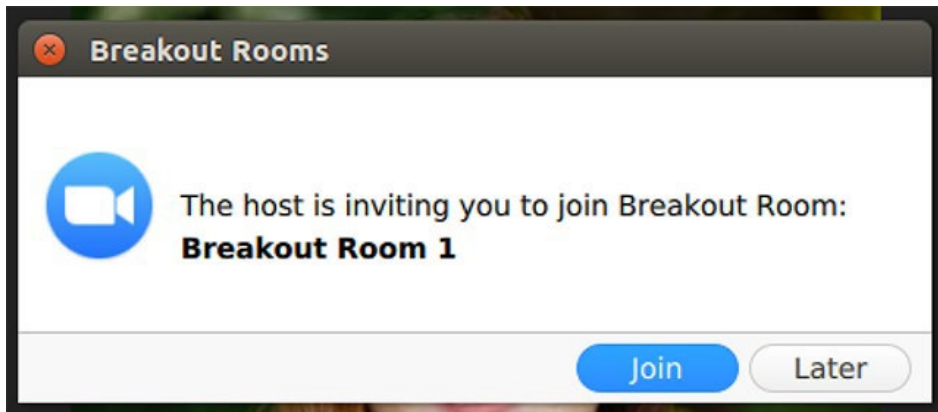 Breakout Rooms
The host is inviting you to join Breakout Room:
Breakout Room 1
Join
Later